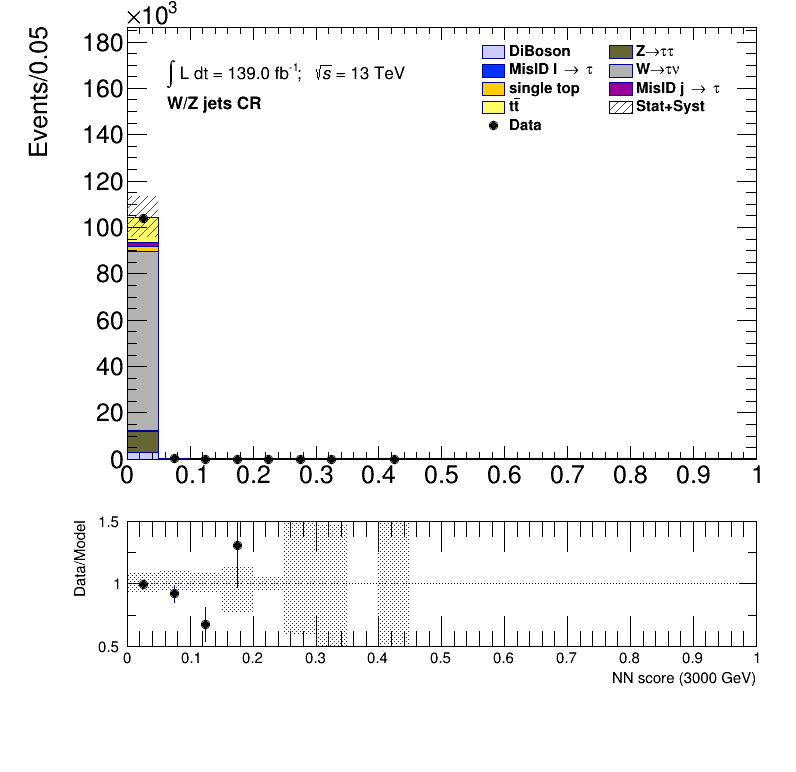 ×10³
Events/0.05
180
160
140
120
100
80
60
40
20
0
∫ L dt = 139.0 fb⁻¹; √s = 13 TeV
W/Z jets CR
DiBoson
MisID l → τ
single top
tt̄
Data
Z→ττ
W→τν
MisID j → τ
Stat+Syst
0 0.1 0.2 0.3 0.4 0.5 0.6 0.7 0.8 0.9 1
Data/Model
1.5
1
0.5
0 0.1 0.2 0.3 0.4 0.5 0.6 0.7 0.8 0.9 1
NN score (3000 GeV)